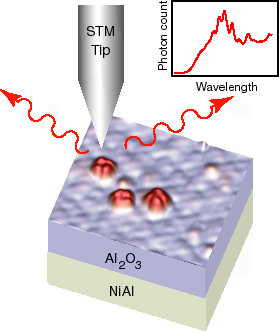 STM
Tip
Photon count
Wavelength
Al₂O₃
NiAl